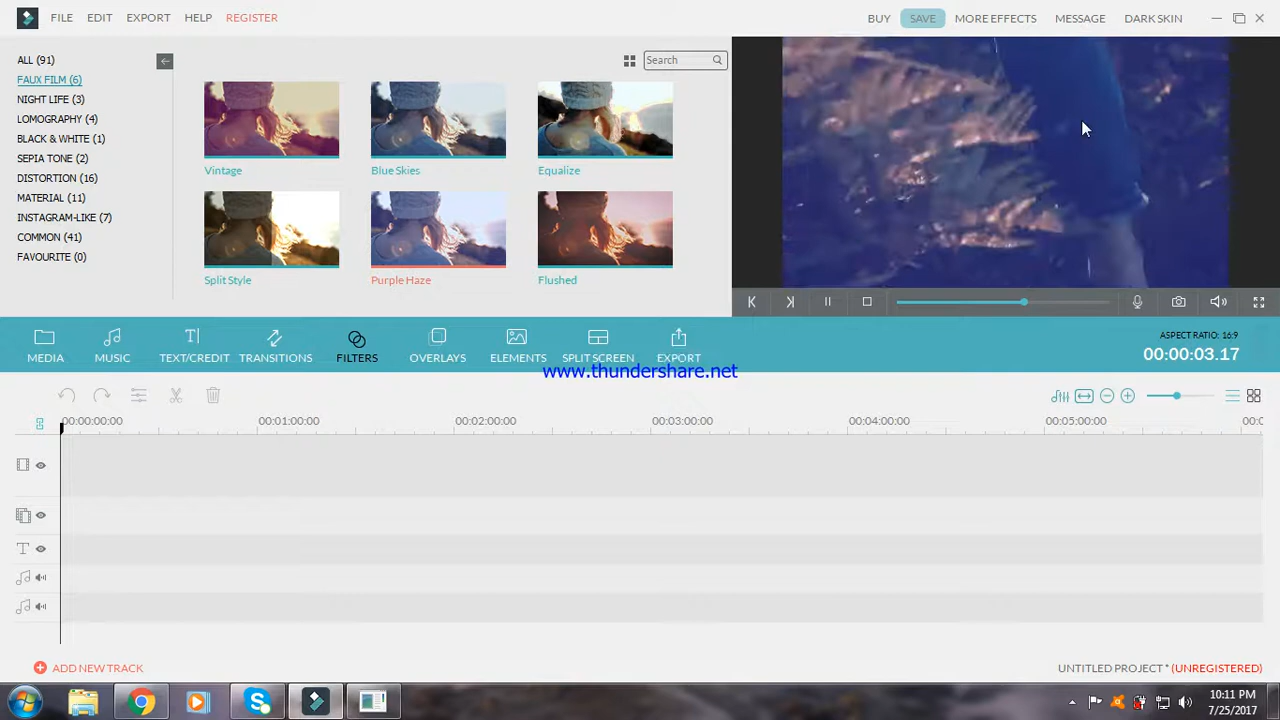 FILE EDIT EXPORT HELP REGISTER BUY SAVE MORE EFFECTS MESSAGE DARK SKIN
ALL (91)
FAUX FILM (6)
NIGHT LIFE (3)
LOMOGRAPHY (4)
BLACK & WHITE (1)
SEPIA TONE (2)
DISTORTION (16)
MATERIAL (11)
INSTAGRAM-LIKE (7)
COMMON (41)
FAVOURITE (0)
Search
Vintage Blue Skies Equalize
Split Style Purple Haze Flushed
MEDIA MUSIC TEXT/CREDIT TRANSITIONS FILTERS OVERLAYS ELEMENTS SPLIT SCREEN EXPORT
ASPECT RATIO: 16:9
00:00:03.17
www.thundershare.net
00:00:00:00 00:01:00:00 00:02:00:00 00:03:00:00 00:04:00:00 00:05:00:00
ADD NEW TRACK
UNTITLED PROJECT * (UNREGISTERED)
10:11 PM
7/25/2017